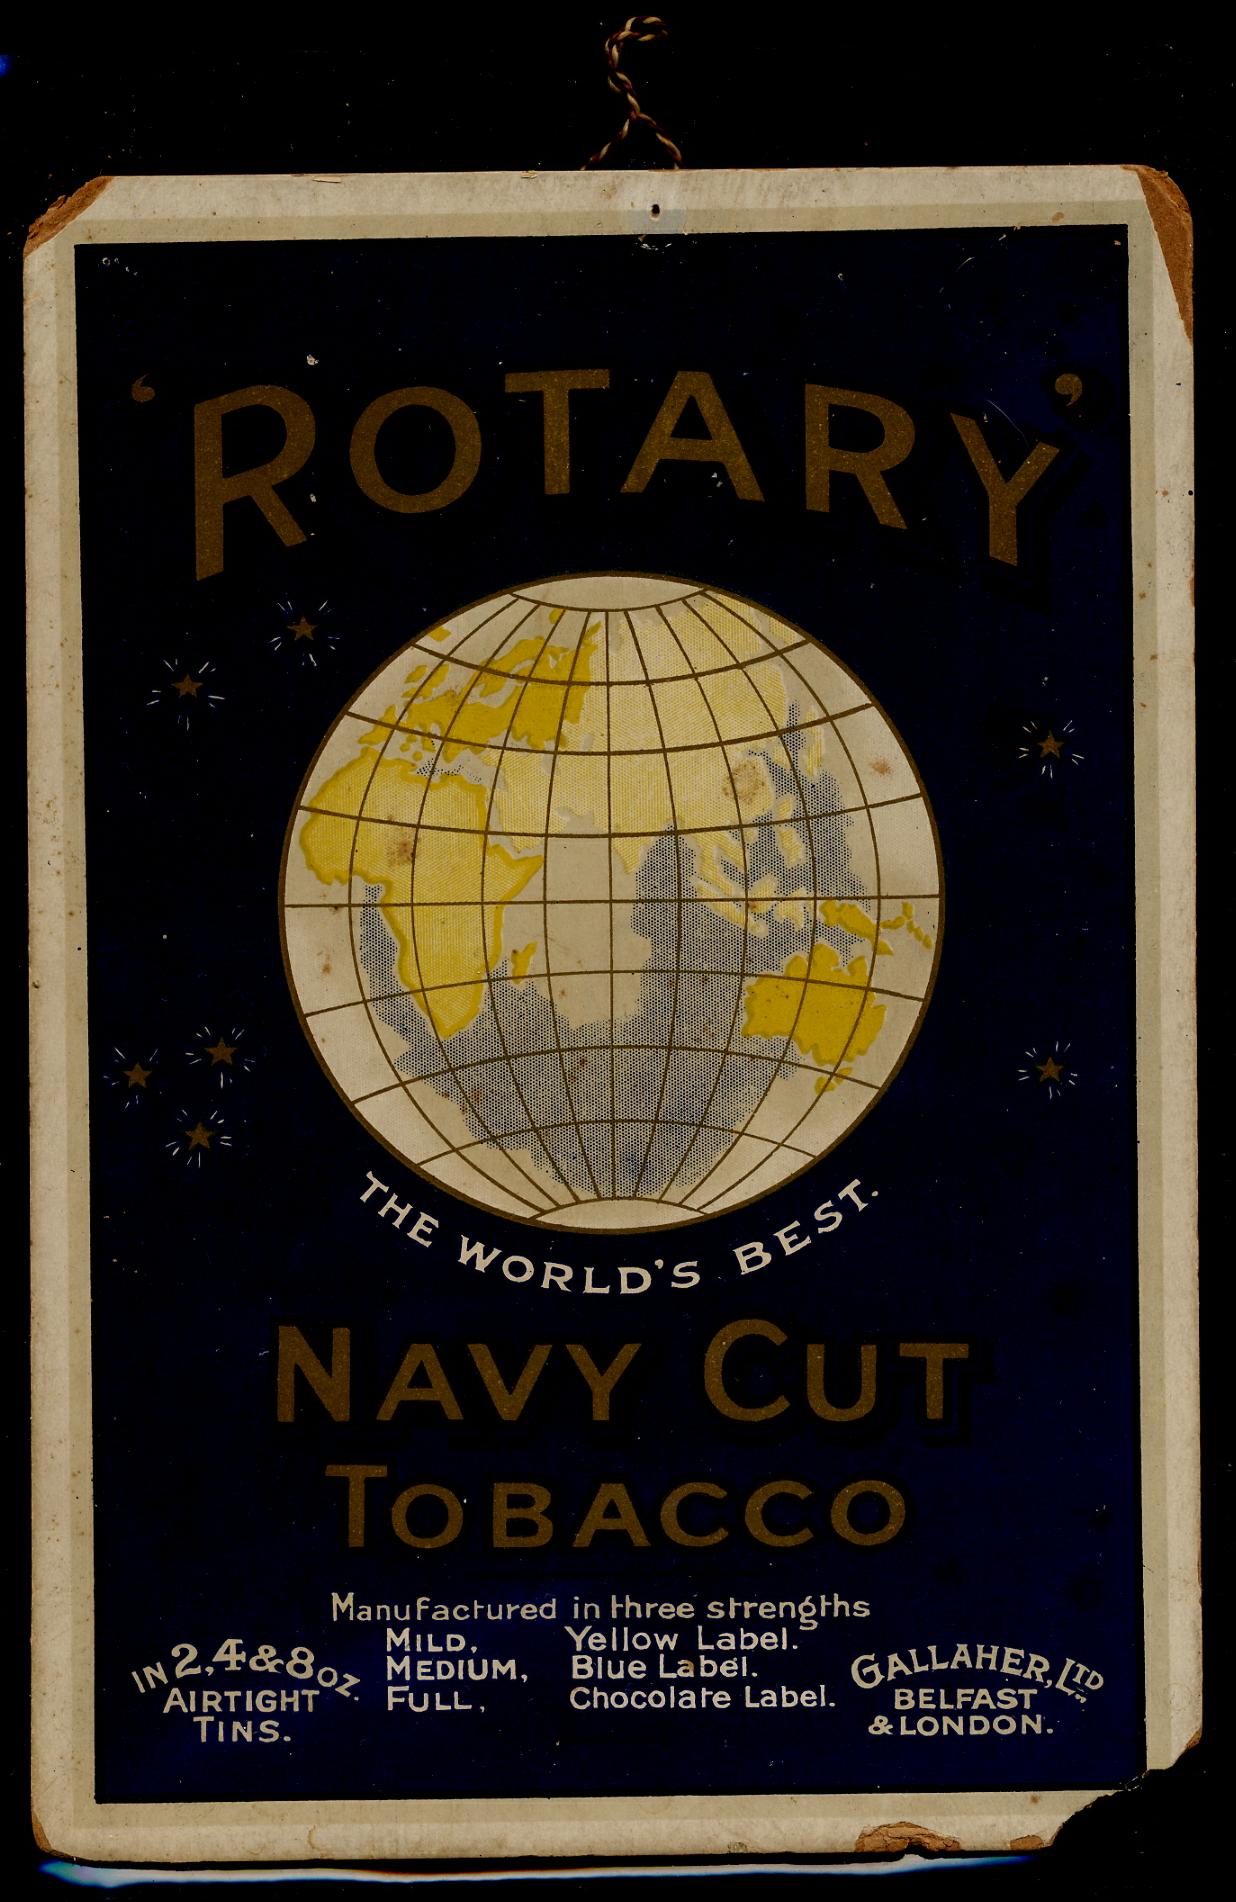 ‘ROTARY’
THE WORLD'S BEST.
NAVY CUT
TOBACCO
Manufactured in three strengths
MILD, Yellow Label.
MEDIUM, Blue Label.
FULL, Chocolate Label.
IN 2,4&8 OZ.
AIRTIGHT
TINS.
GALLAHER, LTD.
BELFAST
& LONDON.